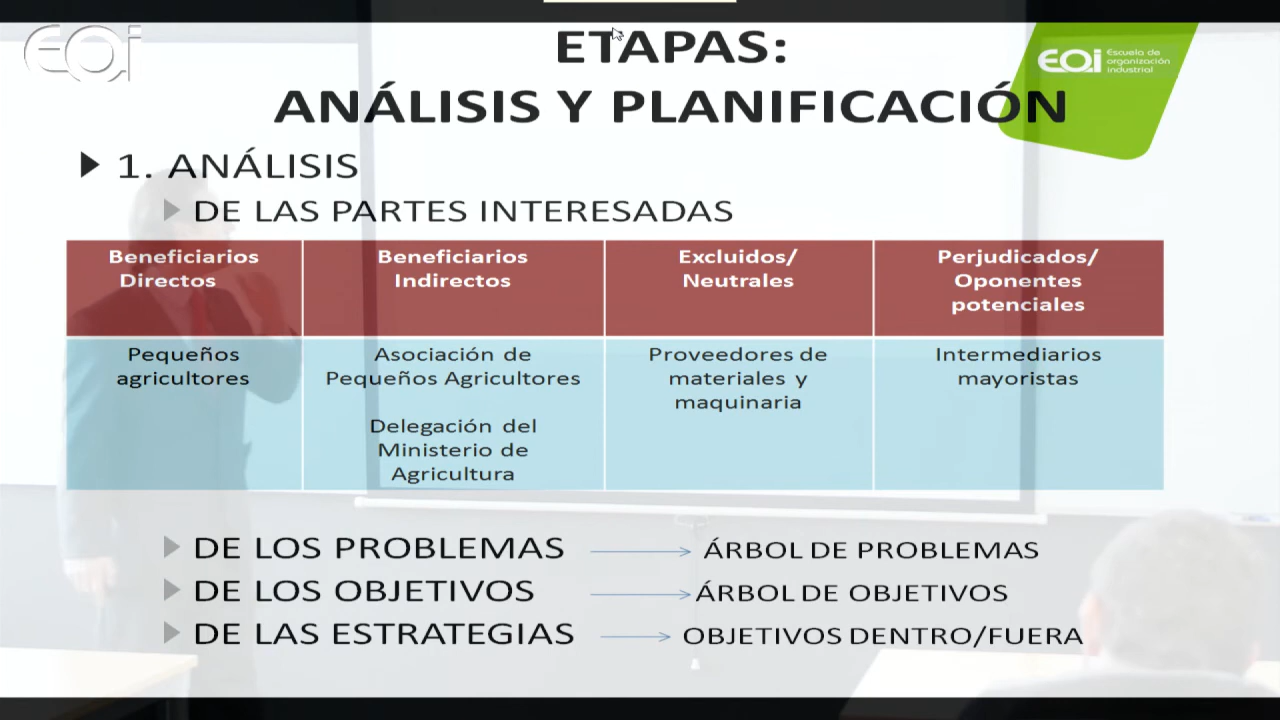 EOi
ETAPAS:
ANÁLISIS Y PLANIFICACIÓN
EOi
Escuela de
organización
industrial
1. ANÁLISIS
DE LAS PARTES INTERESADAS
Beneficiarios
Directos
Beneficiarios
Indirectos
Excluidos/
Neutrales
Perjudicados/
Oponentes
potenciales
Pequeños
agricultores
Asociación de
Pequeños Agricultores
Delegación del
Ministerio de
Agricultura
Proveedores de
materiales y
maquinaria
Intermediarios
mayoristas
DE LOS PROBLEMAS ÁRBOL DE PROBLEMAS
DE LOS OBJETIVOS ÁRBOL DE OBJETIVOS
DE LAS ESTRATEGIAS OBJETIVOS DENTRO/FUERA